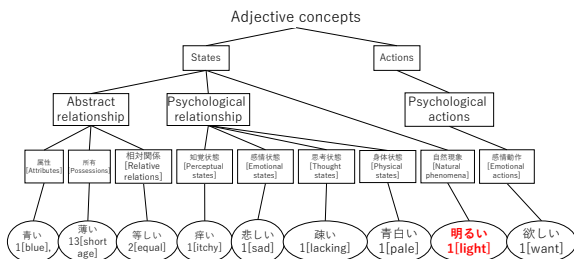 Adjective concepts
States
Actions
Abstract
relationship
Psychological
relationship
Psychological
actions
属性
[Attributes]
所有
[Possessions]
相対関係
[Relative
relations]
知覚状態
[Perceptual
states]
感情状態
[Emotional
states]
思考状態
[Thought
states]
身体状態
[Physical
states]
自然現象
[Natural
phenomena]
感情動作
[Emotional
actions]
青い
1[blue],
薄い
13[short
age]
等しい
2[equal]
痒い
1[itchy]
悲しい
1[sad]
疎い
1[lacking]
青白い
1[pale]
明るい
1[light]
欲しい
1[want]